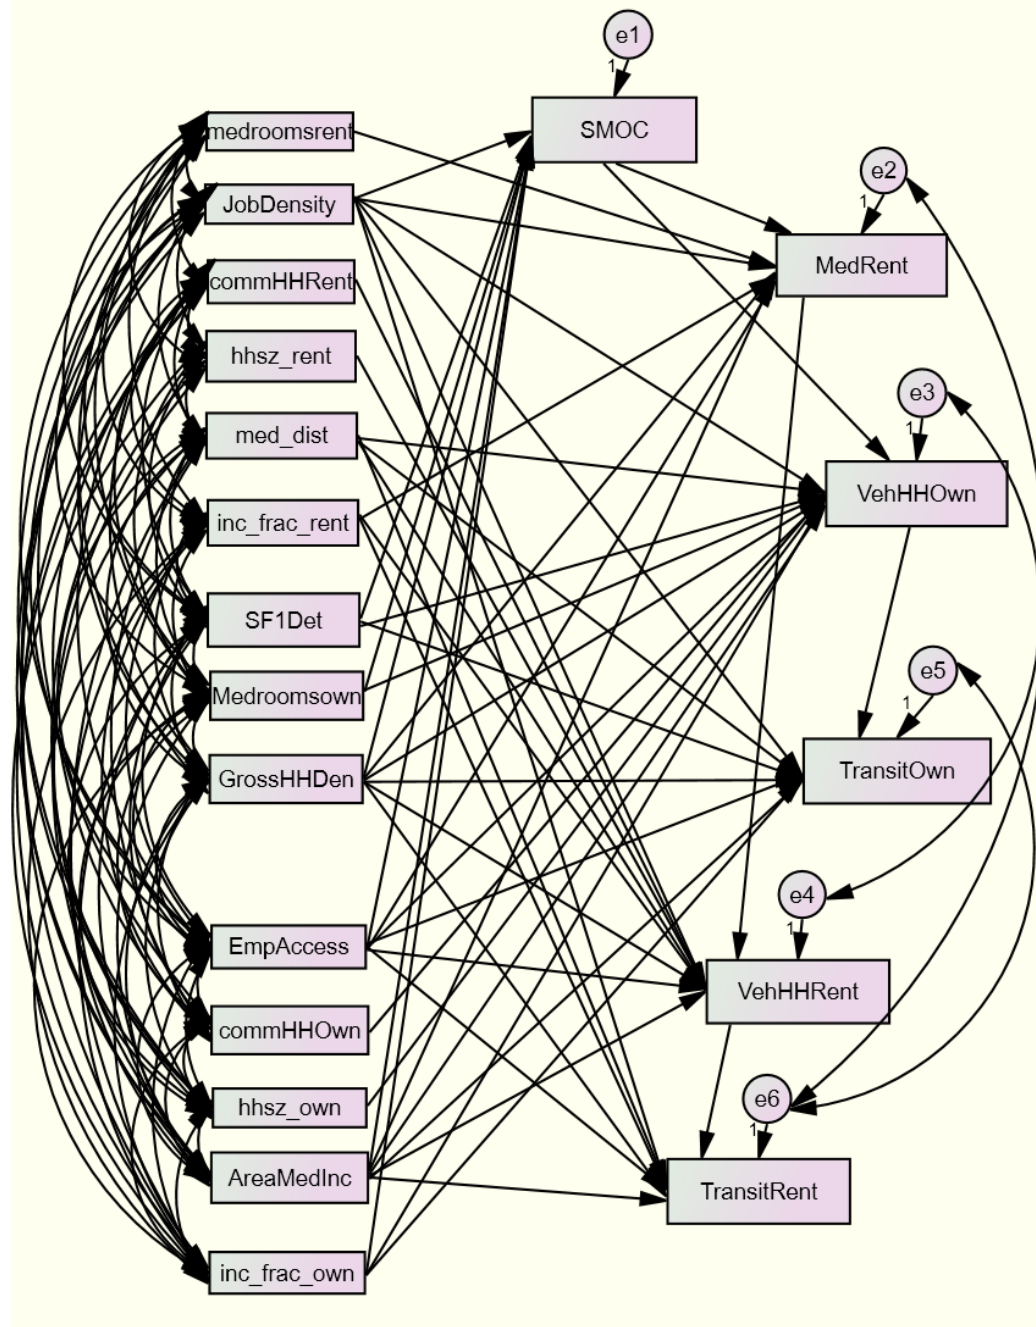 e1
1
SMOC
medroomsrent
e2
1
JobDensity
MedRent
commHHRent
hhsz_rent
e3
1
med_dist
VehHHOwn
inc_frac_rent
SF1Det
e5
1
Medroomsown
GrossHHDen
TransitOwn
e4
1
EmpAccess
VehHHRent
commHHOwn
hhsz_own
e6
1
AreaMedInc
TransitRent
inc_frac_own